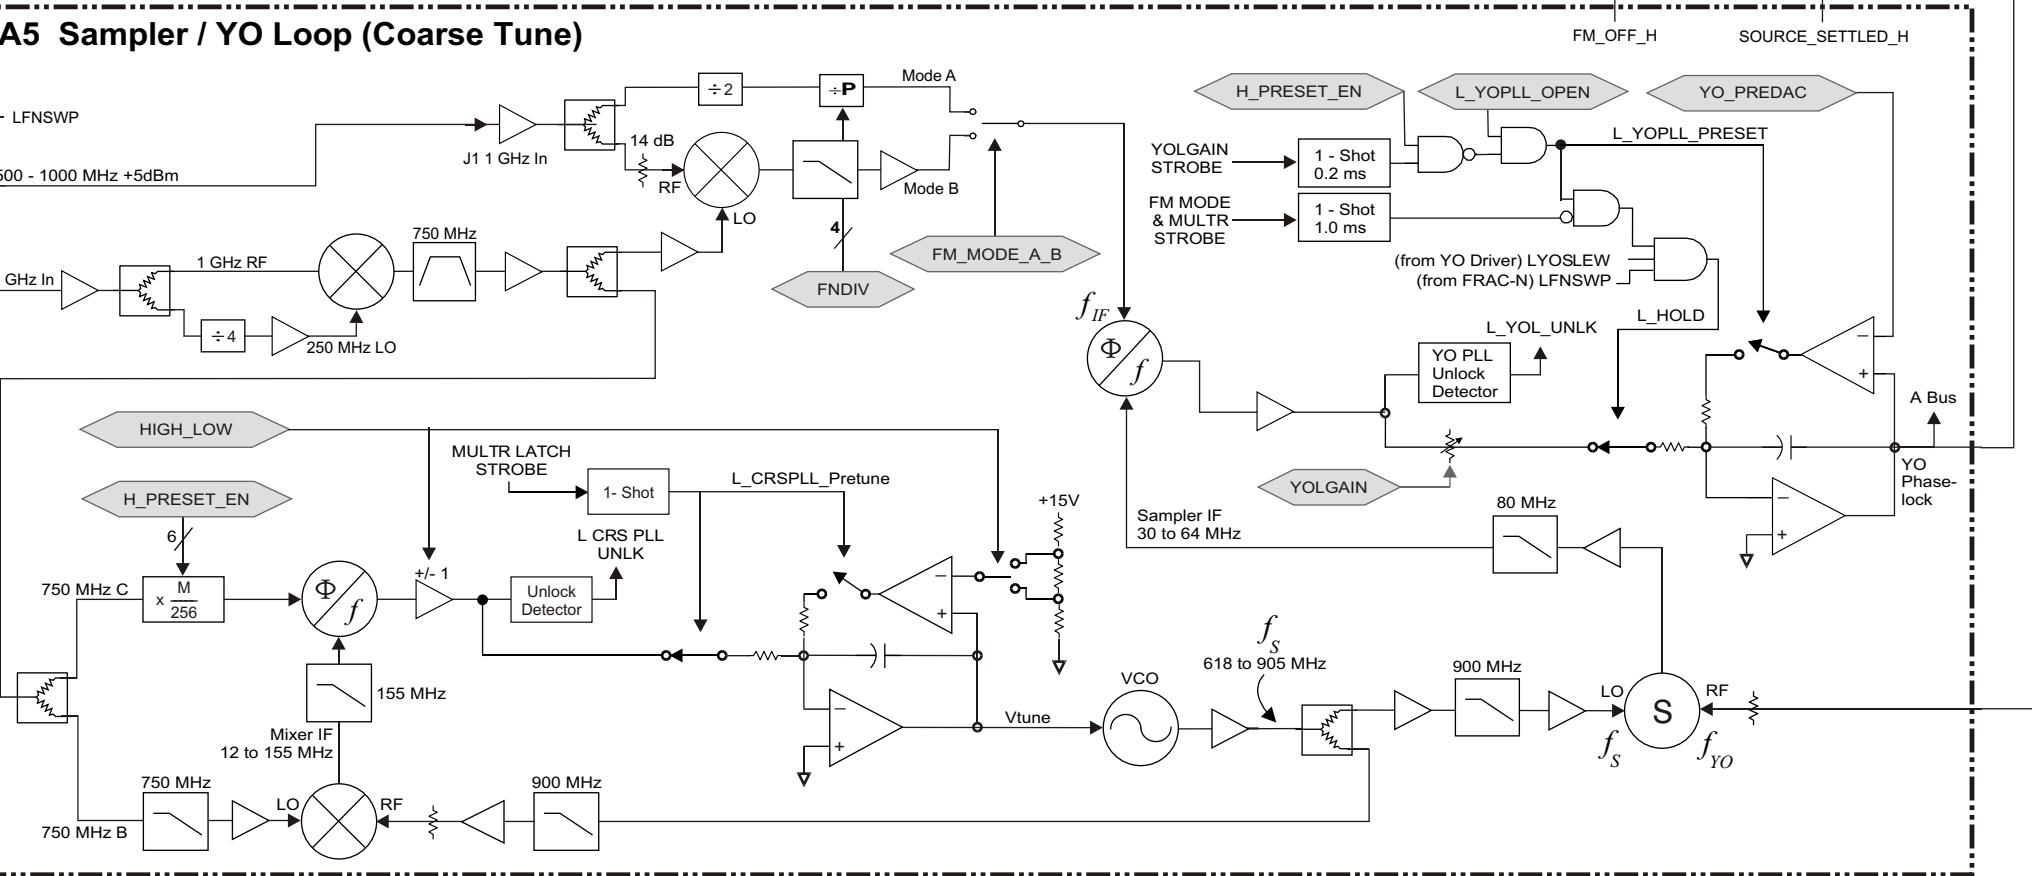 A5 Sampler / YO Loop (Coarse Tune)
FM_OFF_H
SOURCE_SETTLED_H
LFNSWP
500 - 1000 MHz +5dBm
J1 1 GHz In
÷ 2
÷P
Mode A
14 dB
RF
LO
Mode B
4
FNDIV
FM_MODE_A_B
GHz In
1 GHz RF
÷ 4
250 MHz LO
750 MHz
H_PRESET_EN
L_YOPLL_OPEN
YO_PREDAC
YOLGAIN
STROBE
1 - Shot
0.2 ms
L_YOPLL_PRESET
FM MODE
& MULTR
STROBE
1 - Shot
1.0 ms
(from YO Driver) LYOSLEW
(from FRAC-N) LFNSWP
L_HOLD
L_YOL_UNLK
YO PLL
Unlock
Detector
f IF
Φ
f
−
+
A Bus
YO
Phase-
lock
YOLGAIN
−
+
80 MHz
Sampler IF
30 to 64 MHz
HIGH_LOW
MULTR LATCH
STROBE
1- Shot
L_CRSPLL_Pretune
+15V
H_PRESET_EN
6
L CRS PLL
UNLK
+/- 1
750 MHz C
x M
256
Φ
f
Unlock
Detector
−
+
155 MHz
Mixer IF
12 to 155 MHz
−
+
Vtune
VCO
f S
618 to 905 MHz
900 MHz
LO
S
RF
f S
f YO
750 MHz
750 MHz B
LO
RF
900 MHz